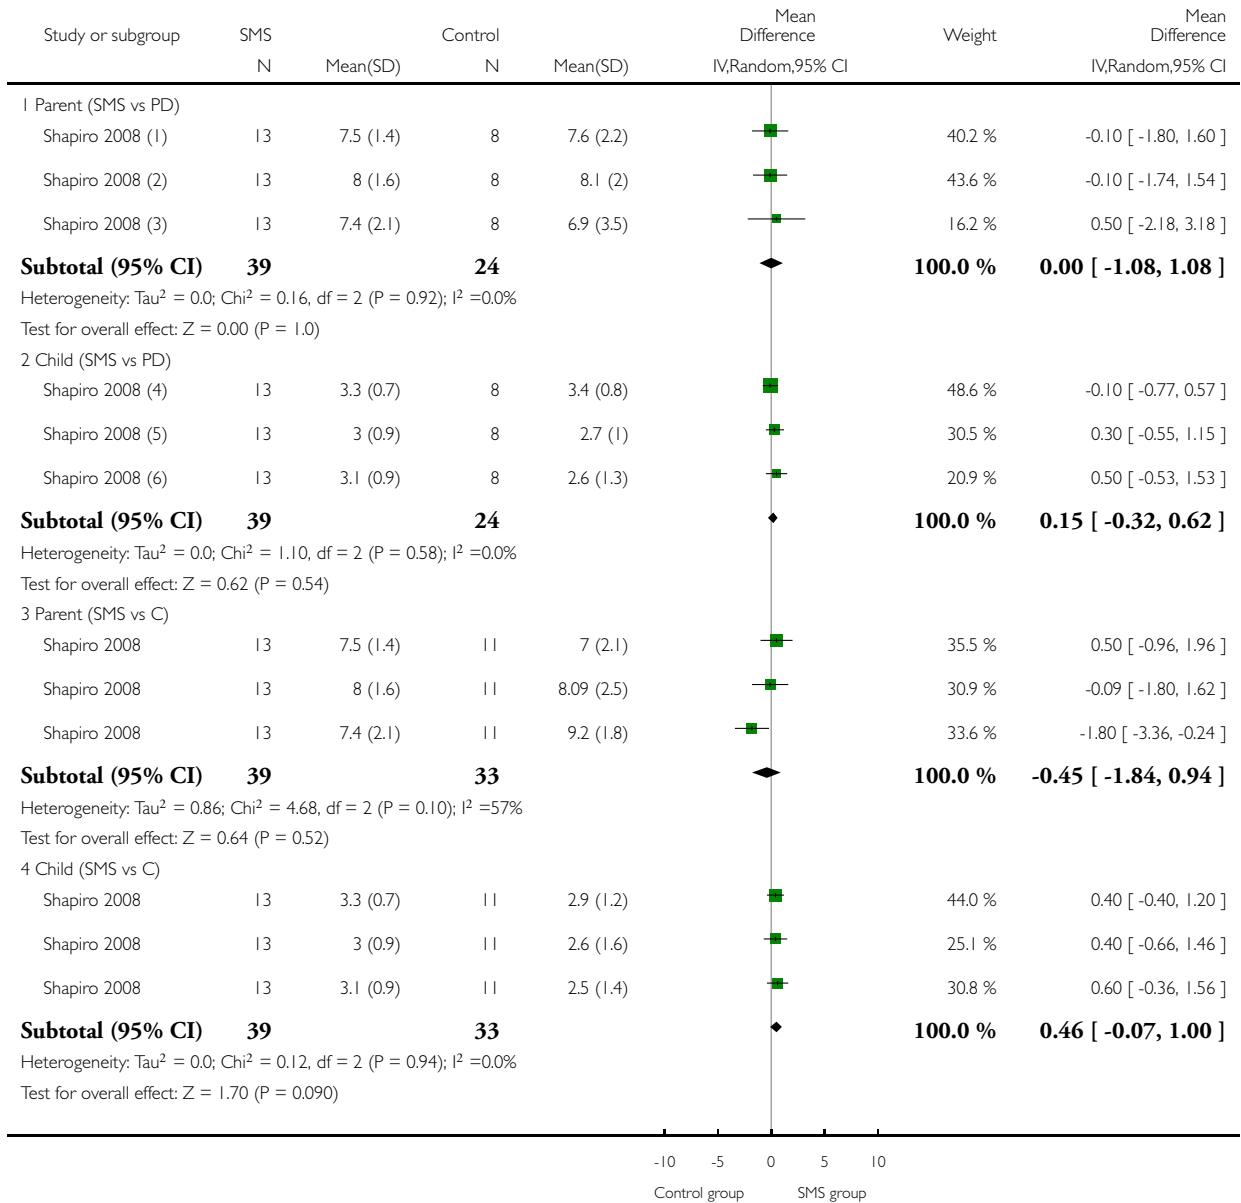 Study or subgroup SMS Control Mean Difference Weight Mean Difference
N Mean(SD) N Mean(SD) IV,Random,95% CI IV,Random,95% CI
1 Parent (SMS vs PD)
Shapiro 2008 (1) 13 7.5 (1.4) 8 7.6 (2.2) 40.2 % -0.10 [ -1.80, 1.60 ]
Shapiro 2008 (2) 13 8 (1.6) 8 8.1 (2) 43.6 % -0.10 [ -1.74, 1.54 ]
Shapiro 2008 (3) 13 7.4 (2.1) 8 6.9 (3.5) 16.2 % 0.50 [ -2.18, 3.18 ]
Subtotal (95% CI) 39 24 100.0 % 0.00 [ -1.08, 1.08 ]
Heterogeneity: Tau² = 0.0; Chi² = 0.16, df = 2 (P = 0.92); I² =0.0%
Test for overall effect: Z = 0.00 (P = 1.0)
2 Child (SMS vs PD)
Shapiro 2008 (4) 13 3.3 (0.7) 8 3.4 (0.8) 48.6 % -0.10 [ -0.77, 0.57 ]
Shapiro 2008 (5) 13 3 (0.9) 8 2.7 (1) 30.5 % 0.30 [ -0.55, 1.15 ]
Shapiro 2008 (6) 13 3.1 (0.9) 8 2.6 (1.3) 20.9 % 0.50 [ -0.53, 1.53 ]
Subtotal (95% CI) 39 24 100.0 % 0.15 [ -0.32, 0.62 ]
Heterogeneity: Tau² = 0.0; Chi² = 1.10, df = 2 (P = 0.58); I² =0.0%
Test for overall effect: Z = 0.62 (P = 0.54)
3 Parent (SMS vs C)
Shapiro 2008 13 7.5 (1.4) 11 7 (2.1) 35.5 % 0.50 [ -0.96, 1.96 ]
Shapiro 2008 13 8 (1.6) 11 8.09 (2.5) 30.9 % -0.09 [ -1.80, 1.62 ]
Shapiro 2008 13 7.4 (2.1) 11 9.2 (1.8) 33.6 % -1.80 [ -3.36, -0.24 ]
Subtotal (95% CI) 39 33 100.0 % -0.45 [ -1.84, 0.94 ]
Heterogeneity: Tau² = 0.86; Chi² = 4.68, df = 2 (P = 0.10); I² =57%
Test for overall effect: Z = 0.64 (P = 0.52)
4 Child (SMS vs C)
Shapiro 2008 13 3.3 (0.7) 11 2.9 (1.2) 44.0 % 0.40 [ -0.40, 1.20 ]
Shapiro 2008 13 3 (0.9) 11 2.6 (1.6) 25.1 % 0.40 [ -0.66, 1.46 ]
Shapiro 2008 13 3.1 (0.9) 11 2.5 (1.4) 30.8 % 0.60 [ -0.36, 1.56 ]
Subtotal (95% CI) 39 33 100.0 % 0.46 [ -0.07, 1.00 ]
Heterogeneity: Tau² = 0.0; Chi² = 0.12, df = 2 (P = 0.94); I² =0.0%
Test for overall effect: Z = 1.70 (P = 0.090)
-10 -5 0 5 10
Control group SMS group